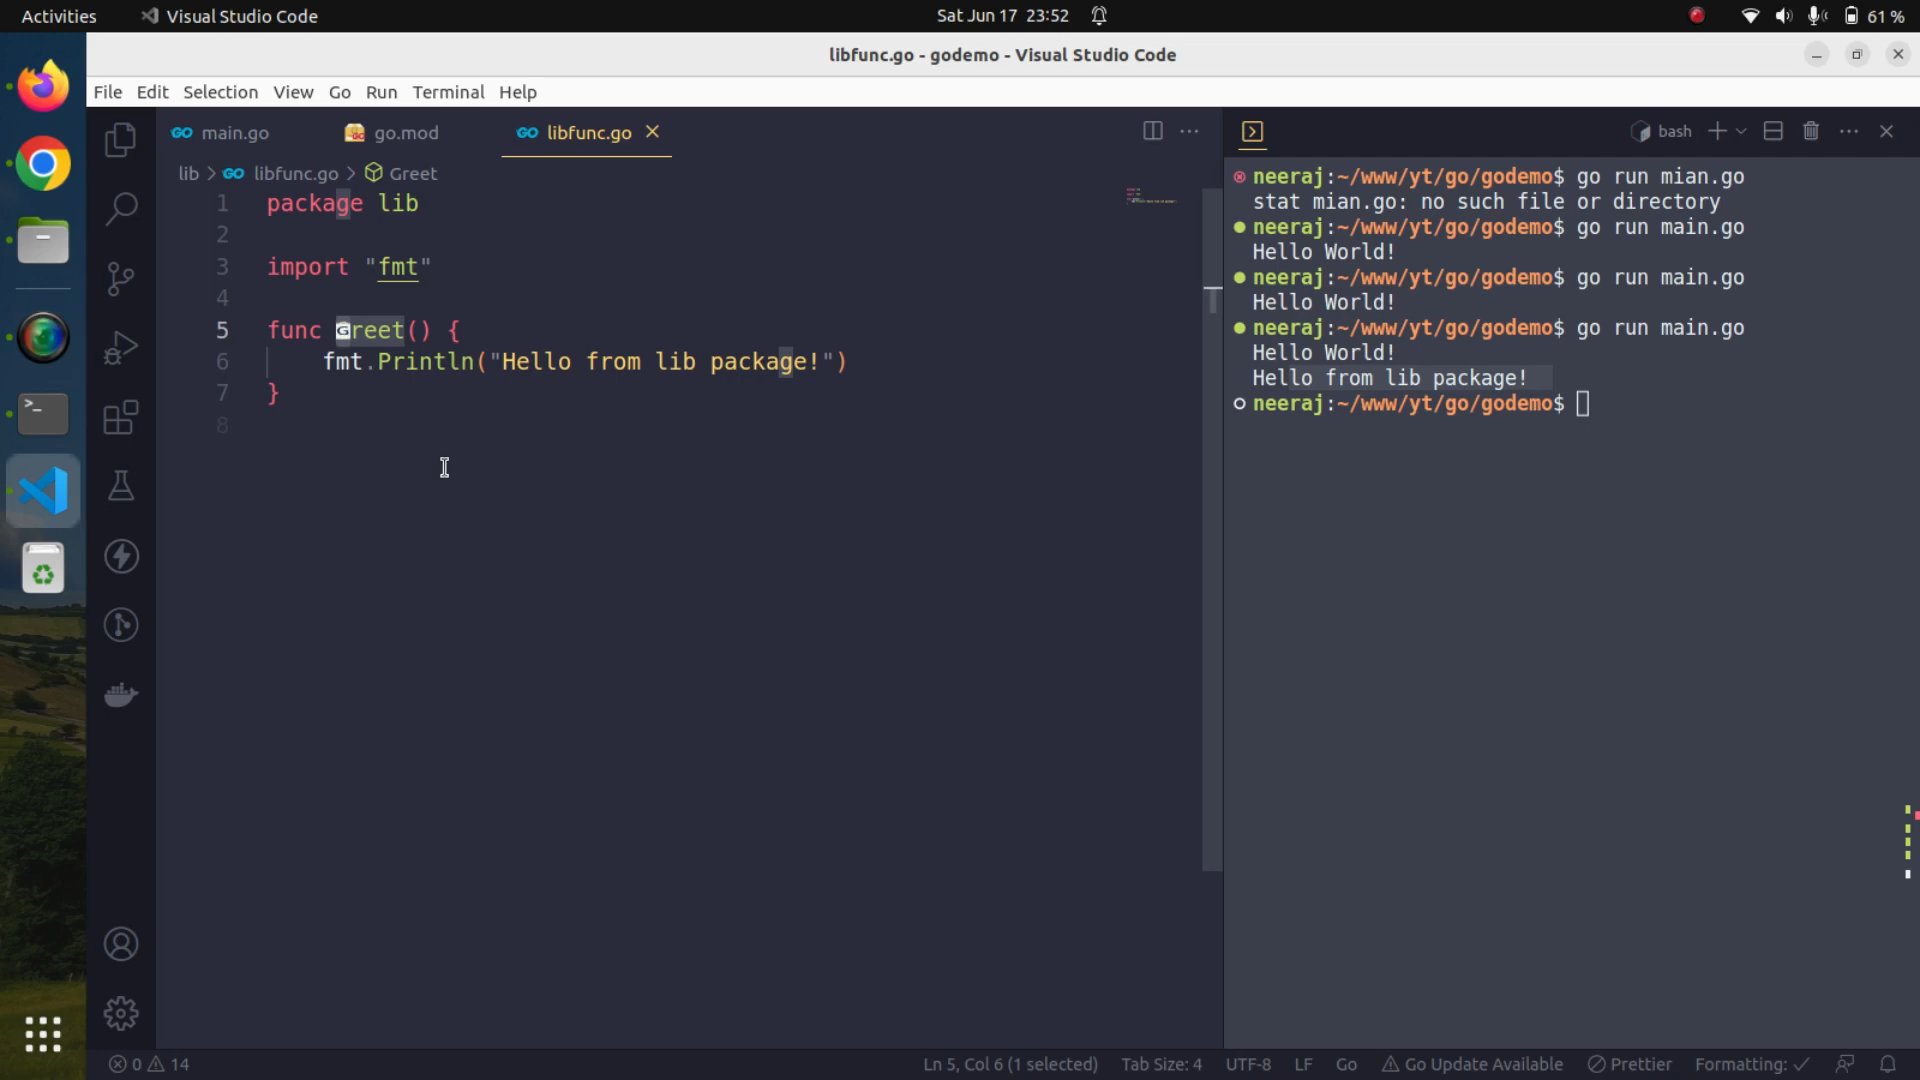 Activities Visual Studio Code Sat Jun 17 23:52 61 %
libfunc.go - godemo - Visual Studio Code
File Edit Selection View Go Run Terminal Help
main.go go.mod libfunc.go
lib > libfunc.go > Greet
1 package lib
2
3 import "fmt"
4
5 func Greet() {
6 fmt.Println("Hello from lib package!")
7 }
8
bash
neeraj:~/www/yt/go/godemo$ go run mian.go
stat mian.go: no such file or directory
neeraj:~/www/yt/go/godemo$ go run main.go
Hello World!
neeraj:~/www/yt/go/godemo$ go run main.go
Hello World!
neeraj:~/www/yt/go/godemo$ go run main.go
Hello World!
Hello from lib package!
neeraj:~/www/yt/go/godemo$
0 14 Ln 5, Col 6 (1 selected) Tab Size: 4 UTF-8 LF Go Go Update Available Prettier Formatting: ✓